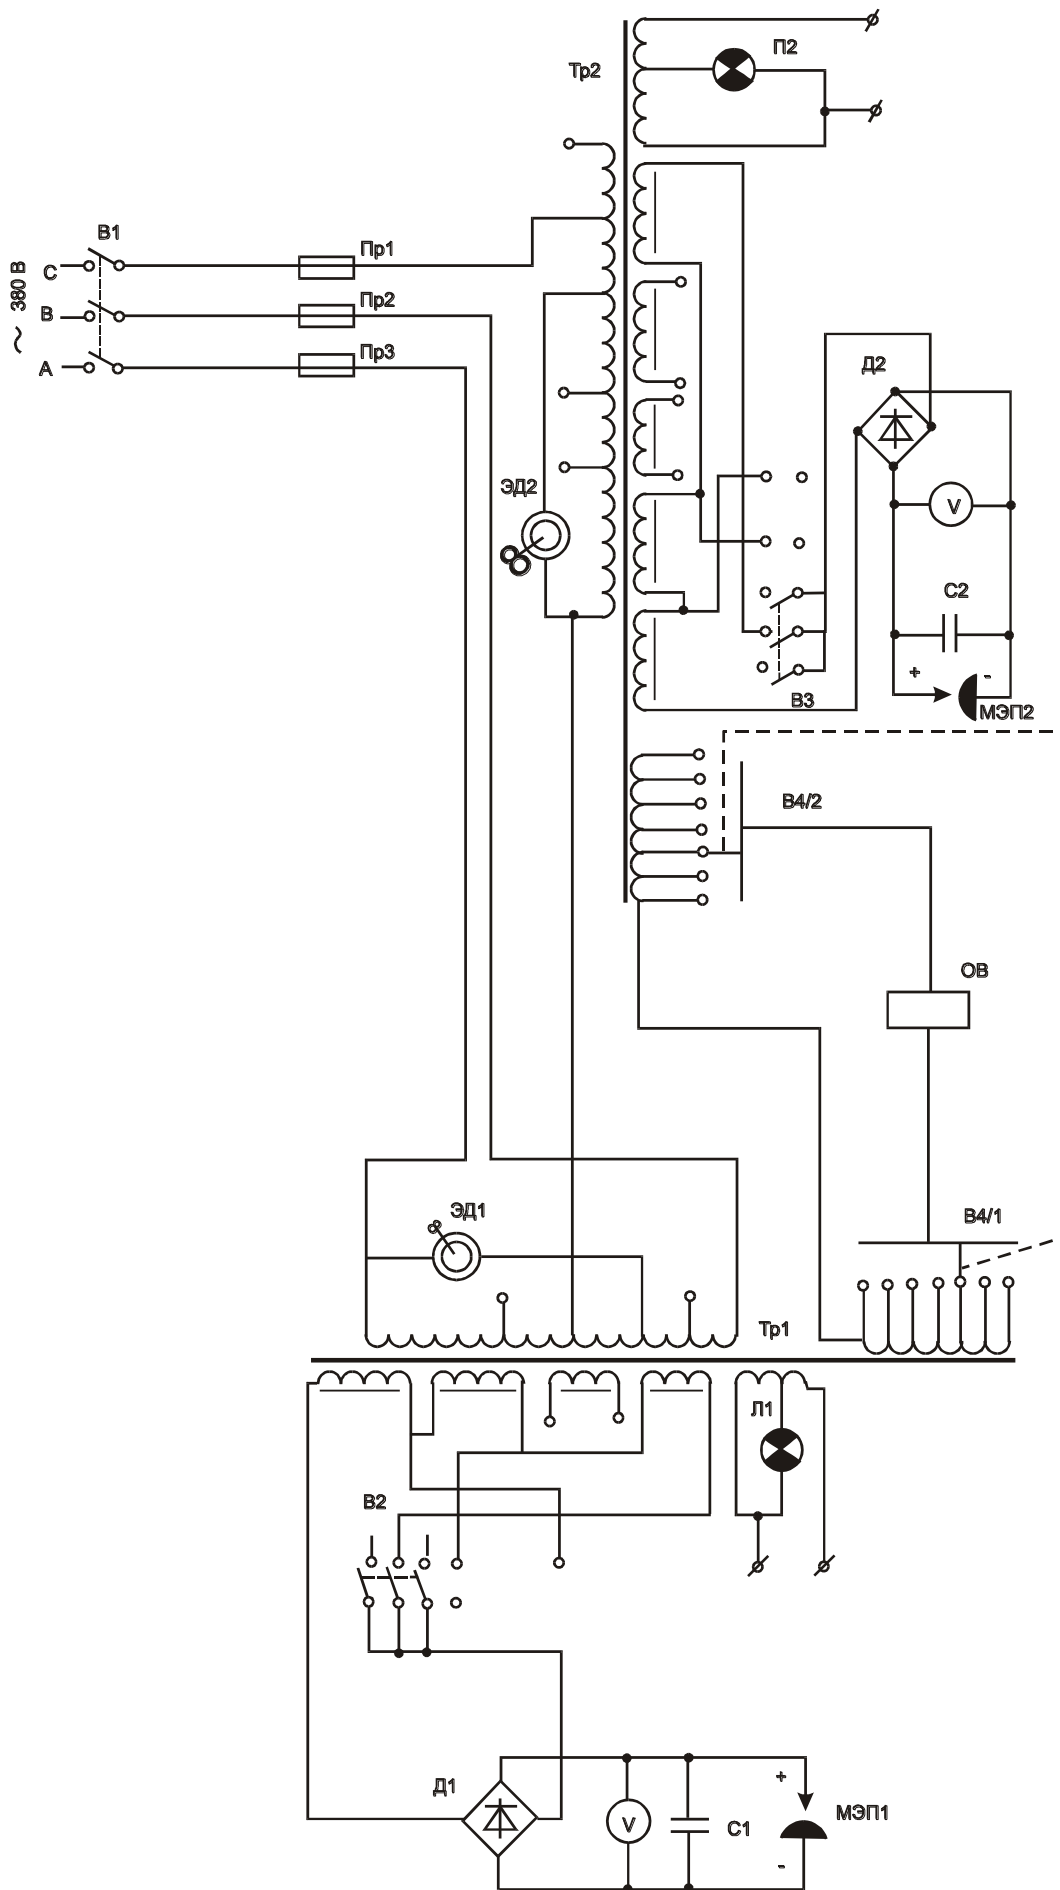 П2
Тр2
В1
Пр1
С
~ 380 В
Пр2
В
Пр3
А
Д2
ЭД2
V
С2
+
-
В3
МЭП2
В4/2
ОВ
ЭД1
В4/1
Тр1
Л1
В2
Д1
+
МЭП1
V
С1
-